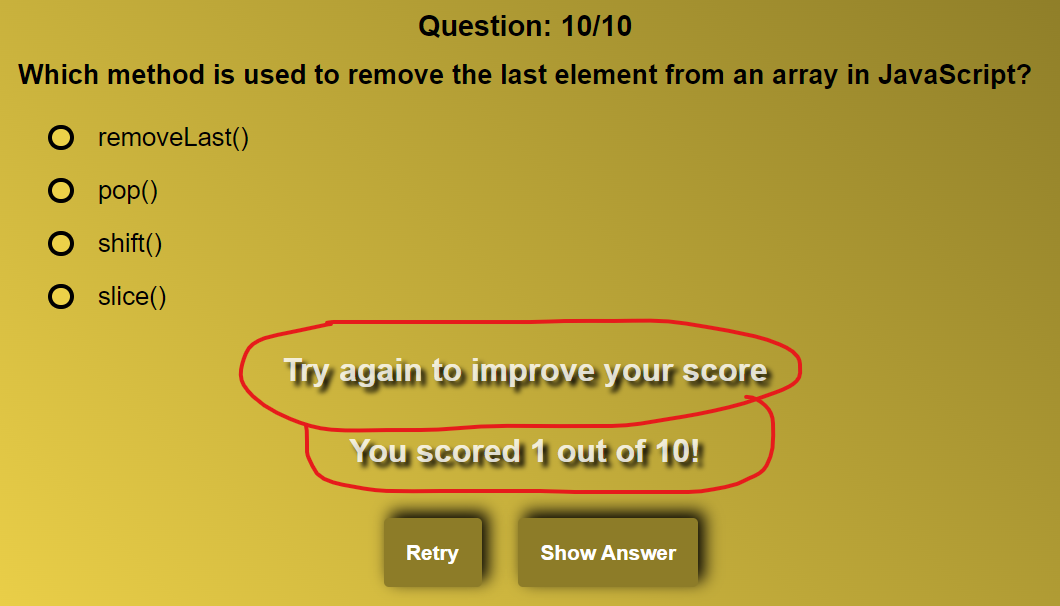 Question: 10/10
Which method is used to remove the last element from an array in JavaScript?
removeLast()
pop()
shift()
slice()
Try again to improve your score
You scored 1 out of 10!
Retry
Show Answer